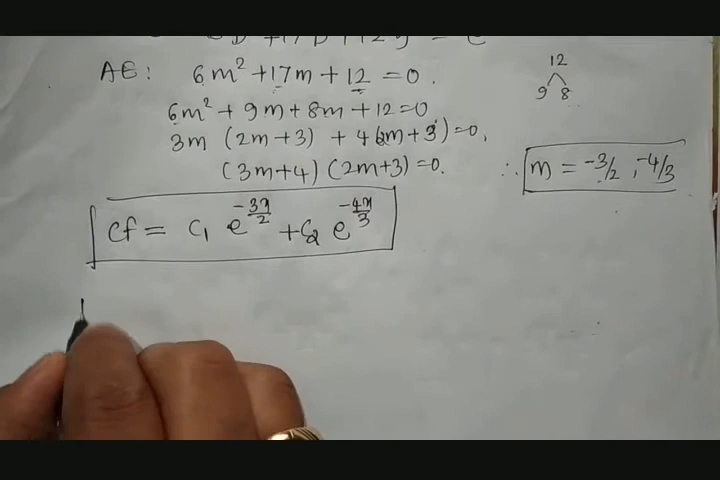 AE: 6m² + 17m + 12 = 0.
12
9 8
6m² + 9m + 8m + 12 = 0
3m (2m+3) + 4(2m+3) = 0,
(3m+4) (2m+3) = 0.
∴ m = -3/2, -4/3
Cf = C₁ e^(-3x/2) + C₂ e^(-4x/3)